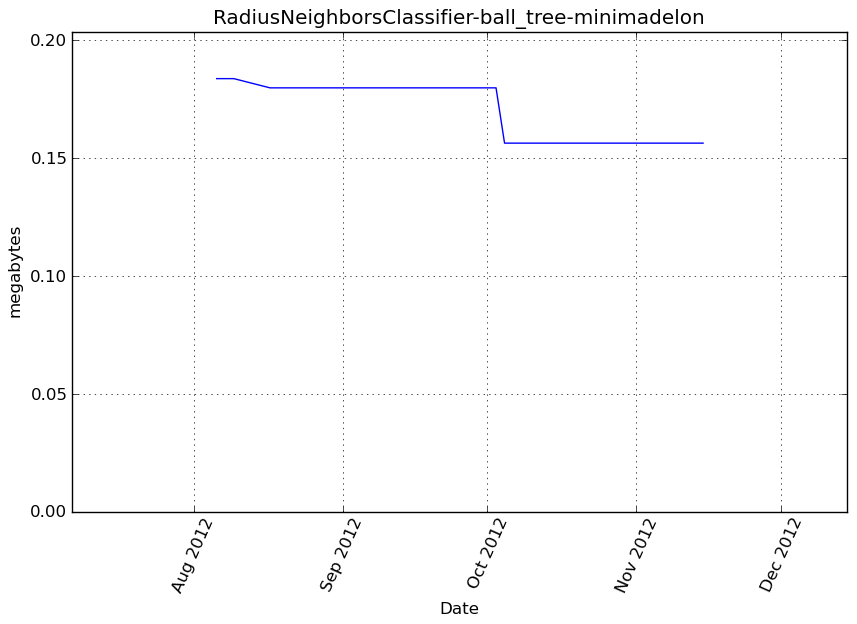 RadiusNeighborsClassifier-ball_tree-minimadelon
0.20
0.15
0.10
0.05
0.00
megabytes
Aug 2012
Sep 2012
Oct 2012
Nov 2012
Dec 2012
Date